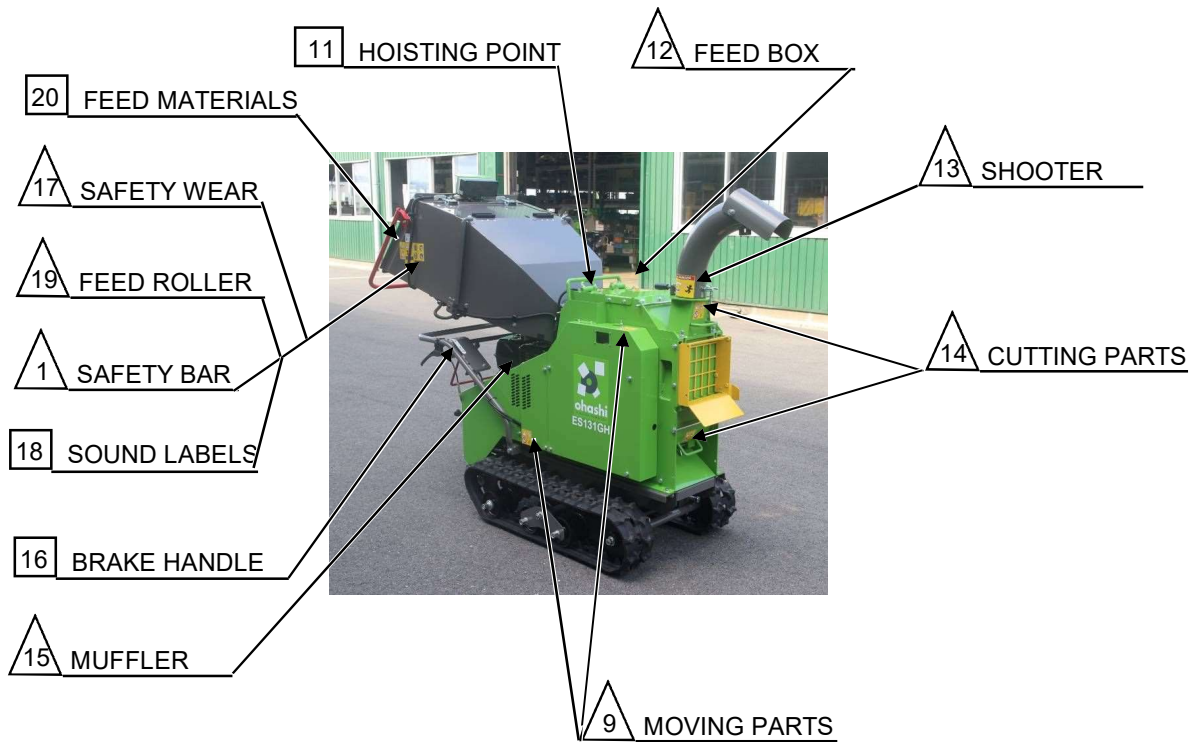 11 HOISTING POINT
12 FEED BOX
20 FEED MATERIALS
13 SHOOTER
17 SAFETY WEAR
19 FEED ROLLER
14 CUTTING PARTS
1 SAFETY BAR
18 SOUND LABELS
ohashi
ES131GH
16 BRAKE HANDLE
15 MUFFLER
9 MOVING PARTS